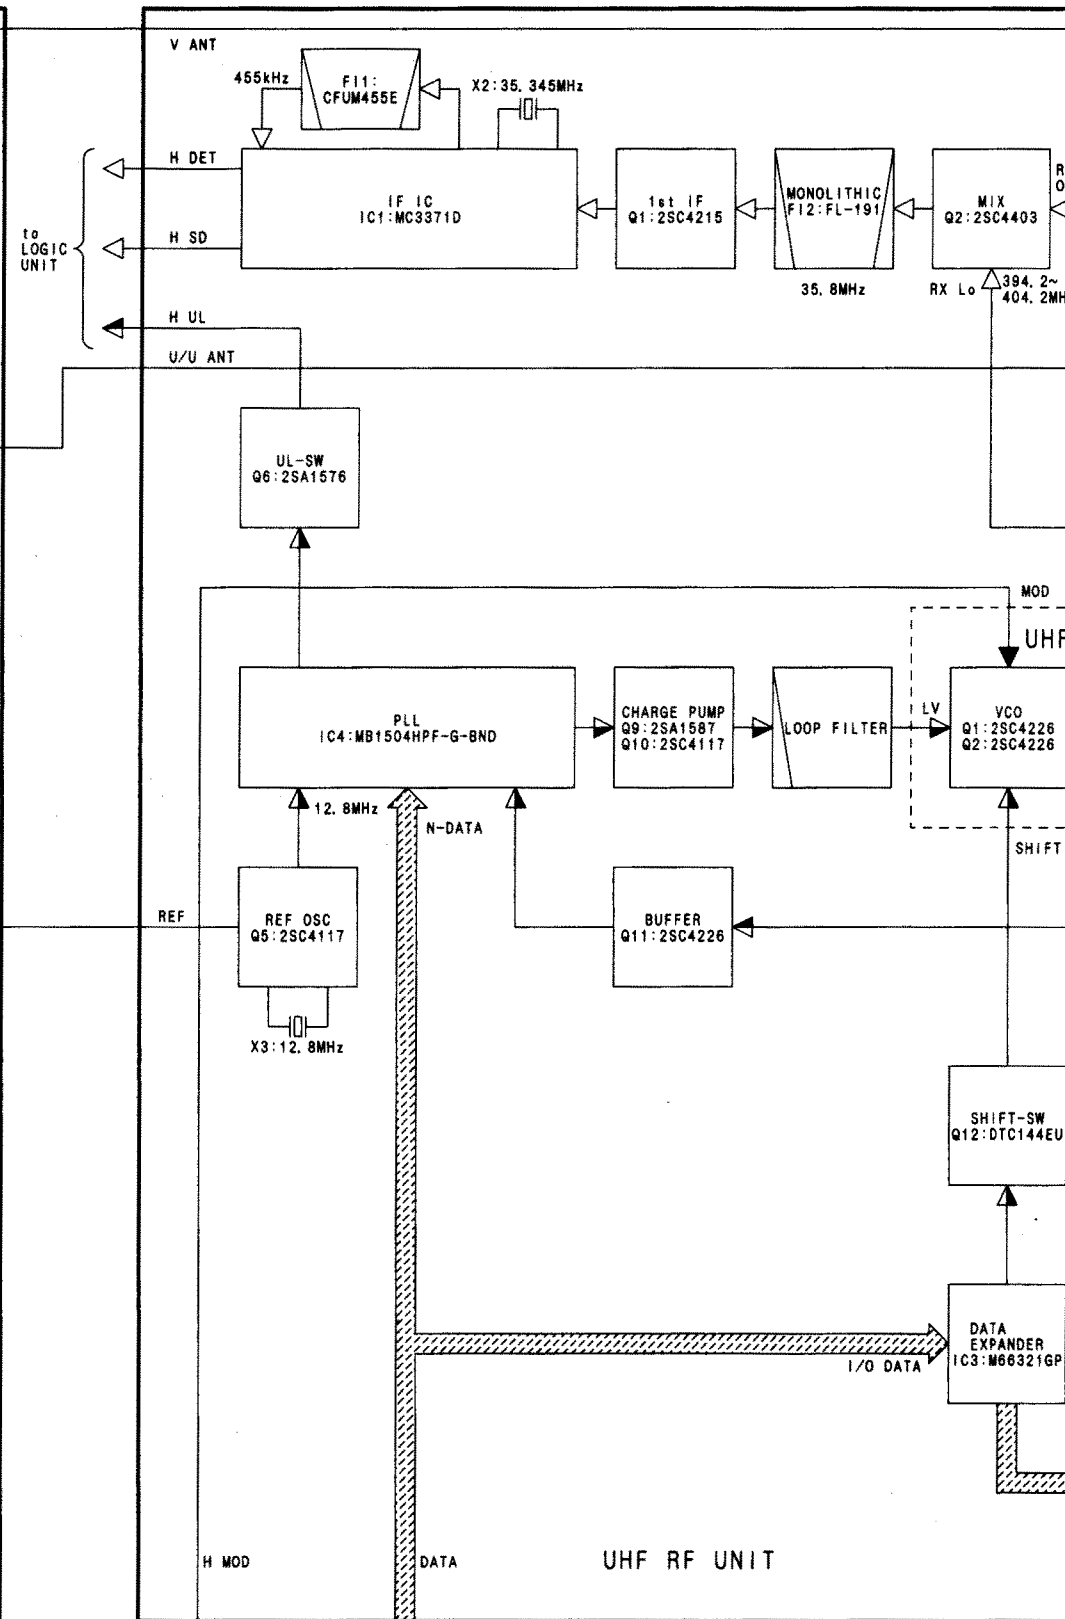 V ANT
455kHz
FI1:
CFUM455E
X2:35.345MHz
H DET
IF IC
IC1:MC3371D
1st IF
Q1:2SC4215
MONOLITHIC
FI2:FL-191
MIX
Q2:2SC4403
R
O
to
LOGIC
UNIT
H SD
35.8MHz
RX Lo
394.2~
404.2MH
H UL
U/U ANT
UL-SW
Q6:2SA1576
MOD
UHF
PLL
IC4:MB1504HPF-G-BND
CHARGE PUMP
Q9:2SA1587
Q10:2SC4117
LOOP FILTER
LV
VCO
Q1:2SC4226
Q2:2SC4226
12.8MHz
N-DATA
SHIFT
REF
REF OSC
Q5:2SC4117
BUFFER
Q11:2SC4226
X3:12.8MHz
SHIFT-SW
Q12:DTC144EU
DATA
EXPANDER
IC3:M66321GP
I/O DATA
H MOD
DATA
UHF RF UNIT